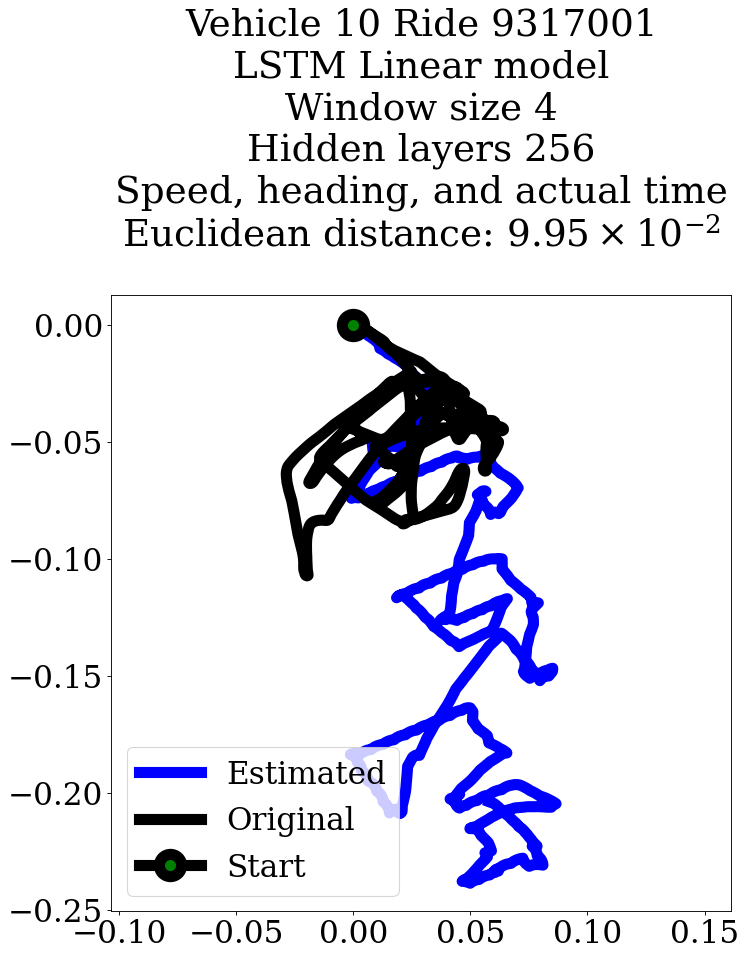 Vehicle 10 Ride 9317001
LSTM Linear model
Window size 4
Hidden layers 256
Speed, heading, and actual time
Euclidean distance: 9.95 × 10⁻²
0.00
−0.05
−0.10
−0.15
−0.20
−0.25
Estimated
Original
Start
−0.10 −0.05 0.00 0.05 0.10 0.15